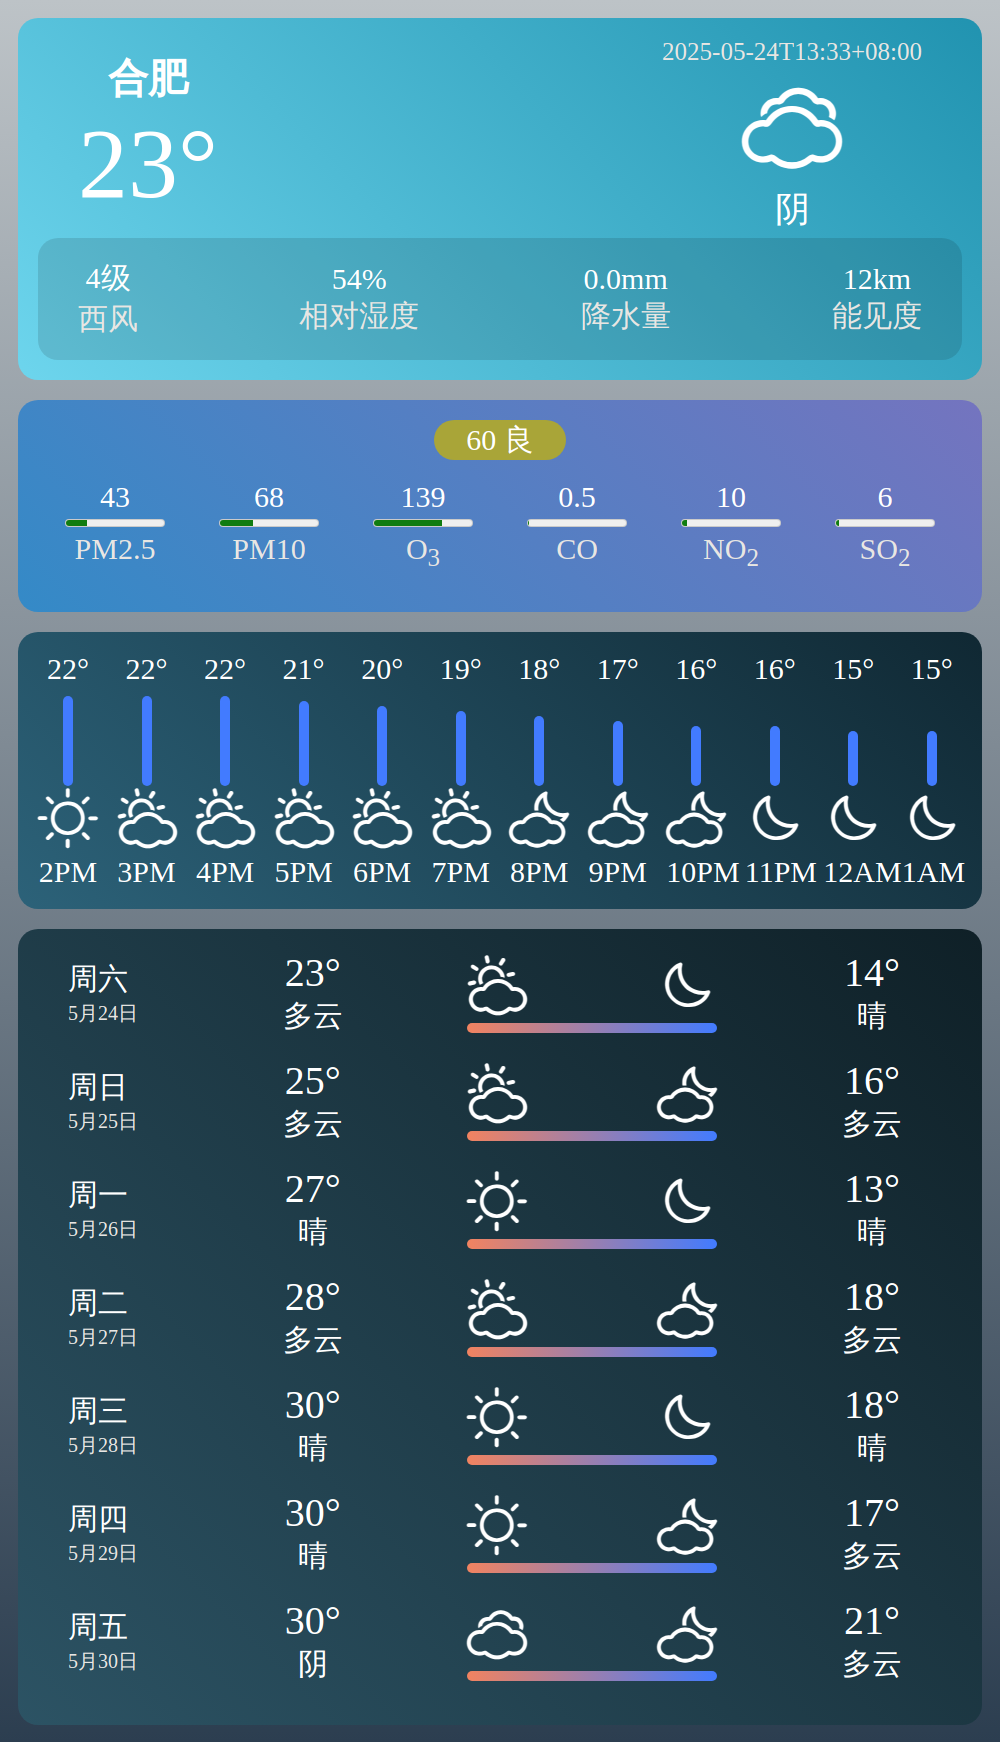 合肥
23°
2025-05-24T13:33+08:00
阴
4级 54% 0.0mm 12km
西风 相对湿度 降水量 能见度
60 良
43 68 139 0.5 10 6
PM2.5 PM10 O3 CO NO2 SO2
22° 22° 22° 21° 20° 19° 18° 17° 16° 16° 15° 15°
2PM 3PM 4PM 5PM 6PM 7PM 8PM 9PM 10PM 11PM 12AM 1AM
周六 23° 14°
5月24日 多云 晴
周日 25° 16°
5月25日 多云 多云
周一 27° 13°
5月26日 晴 晴
周二 28° 18°
5月27日 多云 多云
周三 30° 18°
5月28日 晴 晴
周四 30° 17°
5月29日 晴 多云
周五 30° 21°
5月30日 阴 多云